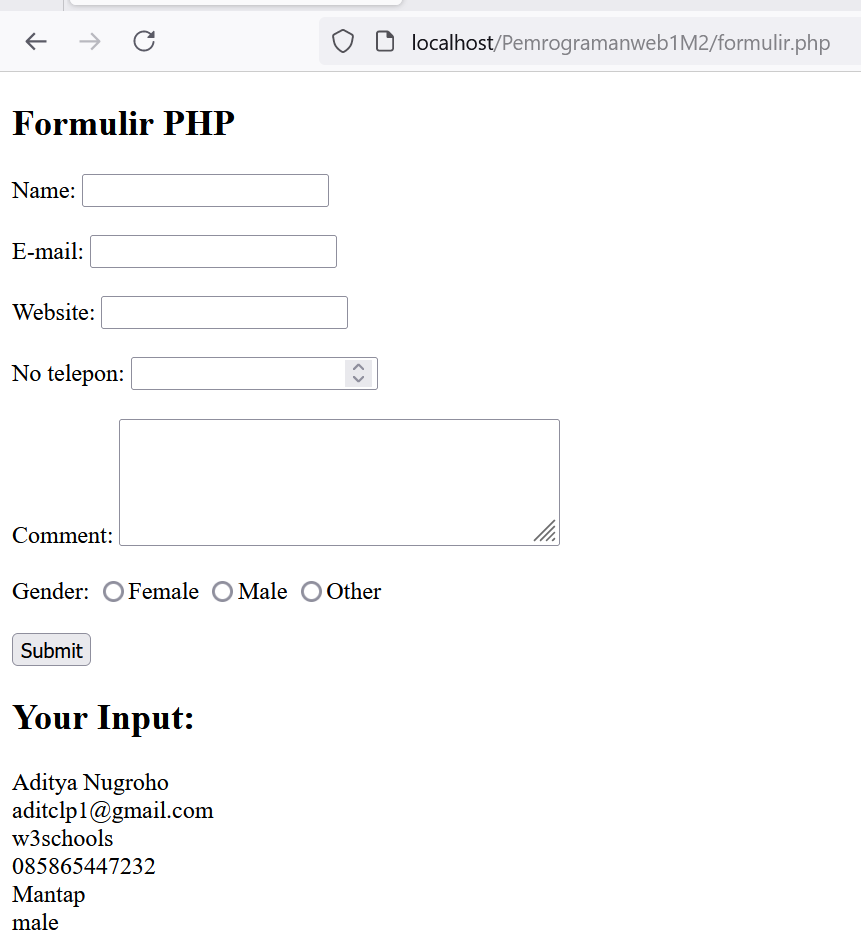 localhost/Pemrogramanweb1M2/formulir.php
Formulir PHP
Name:
E-mail:
Website:
No telepon:
Comment:
Gender: Female Male Other
Submit
Your Input:
Aditya Nugroho
aditclp1@gmail.com
w3schools
085865447232
Mantap
male